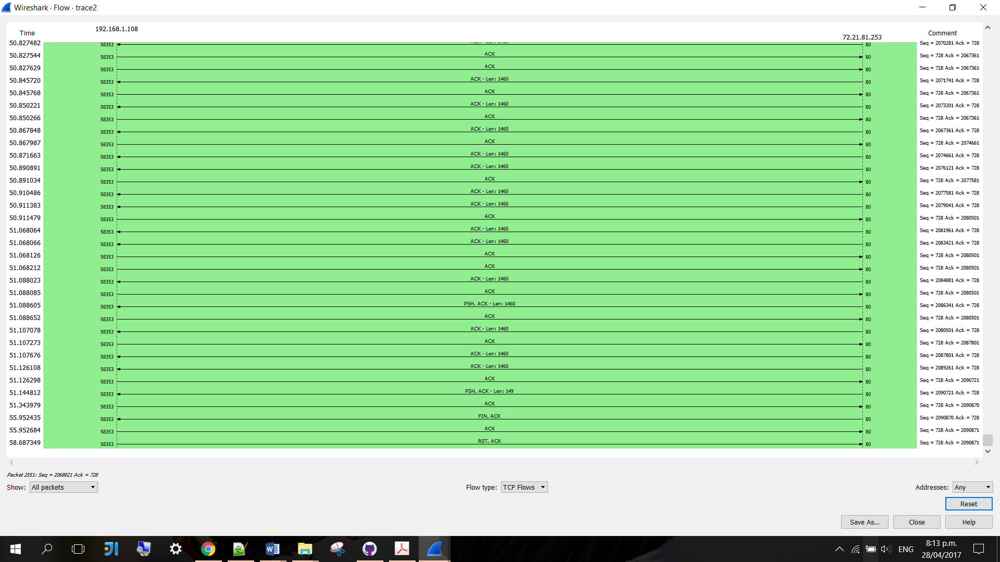 Wireshark · Flow · trace2
192.168.1.108
Time
72.21.81.253
Comment
50.827482 58353 80 Seq = 2070281 Ack = 728
50.827544 58353 ACK 80 Seq = 728 Ack = 2067361
50.827629 58353 ACK 80 Seq = 728 Ack = 2067361
50.845720 58353 ACK - Len: 1460 80 Seq = 2071741 Ack = 728
50.845768 58353 ACK 80 Seq = 728 Ack = 2067361
50.850221 58353 ACK - Len: 1460 80 Seq = 2073201 Ack = 728
50.850266 58353 ACK 80 Seq = 728 Ack = 2067361
50.867848 58353 ACK - Len: 1460 80 Seq = 2067361 Ack = 728
50.867987 58353 ACK 80 Seq = 728 Ack = 2074661
50.871663 58353 ACK - Len: 1460 80 Seq = 2074661 Ack = 728
50.890891 58353 ACK - Len: 1460 80 Seq = 2076121 Ack = 728
50.891034 58353 ACK 80 Seq = 728 Ack = 2077581
50.910486 58353 ACK - Len: 1460 80 Seq = 2077581 Ack = 728
50.911383 58353 ACK - Len: 1460 80 Seq = 2079041 Ack = 728
50.911479 58353 ACK 80 Seq = 728 Ack = 2080501
51.068064 58353 ACK - Len: 1460 80 Seq = 2081961 Ack = 728
51.068066 58353 ACK - Len: 1460 80 Seq = 2083421 Ack = 728
51.068126 58353 ACK 80 Seq = 728 Ack = 2080501
51.068212 58353 ACK 80 Seq = 728 Ack = 2080501
51.088023 58353 ACK - Len: 1460 80 Seq = 2084881 Ack = 728
51.088085 58353 ACK 80 Seq = 728 Ack = 2080501
51.088605 58353 PSH, ACK - Len: 1460 80 Seq = 2086341 Ack = 728
51.088652 58353 ACK 80 Seq = 728 Ack = 2080501
51.107078 58353 ACK - Len: 1460 80 Seq = 2080501 Ack = 728
51.107273 58353 ACK 80 Seq = 728 Ack = 2087801
51.107676 58353 ACK - Len: 1460 80 Seq = 2087801 Ack = 728
51.126108 58353 ACK - Len: 1460 80 Seq = 2089261 Ack = 728
51.126298 58353 ACK 80 Seq = 728 Ack = 2090721
51.144812 58353 PSH, ACK - Len: 149 80 Seq = 2090721 Ack = 728
51.343979 58353 ACK 80 Seq = 728 Ack = 2090870
55.952435 58353 FIN, ACK 80 Seq = 2090870 Ack = 728
55.952684 58353 ACK 80 Seq = 728 Ack = 2090871
58.687349 58353 RST, ACK 80 Seq = 728 Ack = 2090871
Packet 2551: Seq = 2068821 Ack = 728
Show: All packets Flow type: TCP Flows Addresses: Any
Reset
Save As... Close Help
ENG
8:13 p.m.
28/04/2017